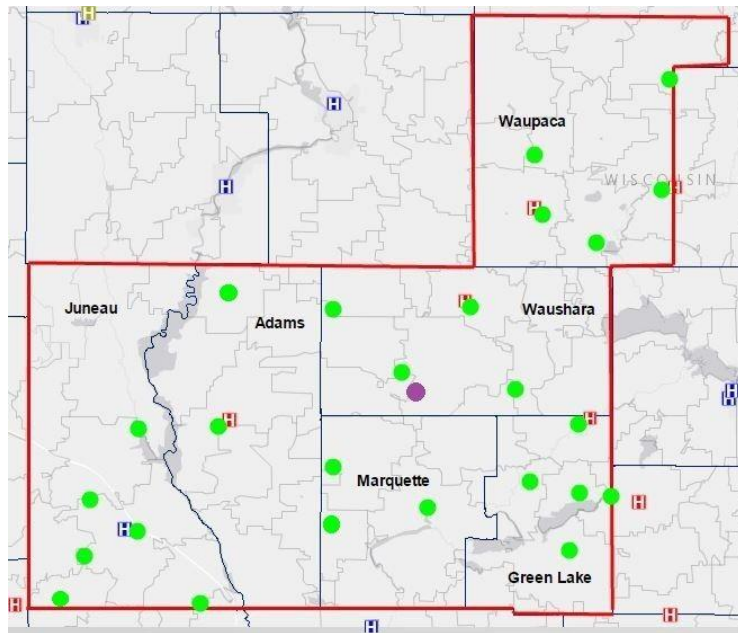 H
H
Waupaca
H
WISCONSIN
H
H
Juneau
Adams
H
Waushara
H
H
H
H
H
Marquette
H
H
Green Lake
H
H
H